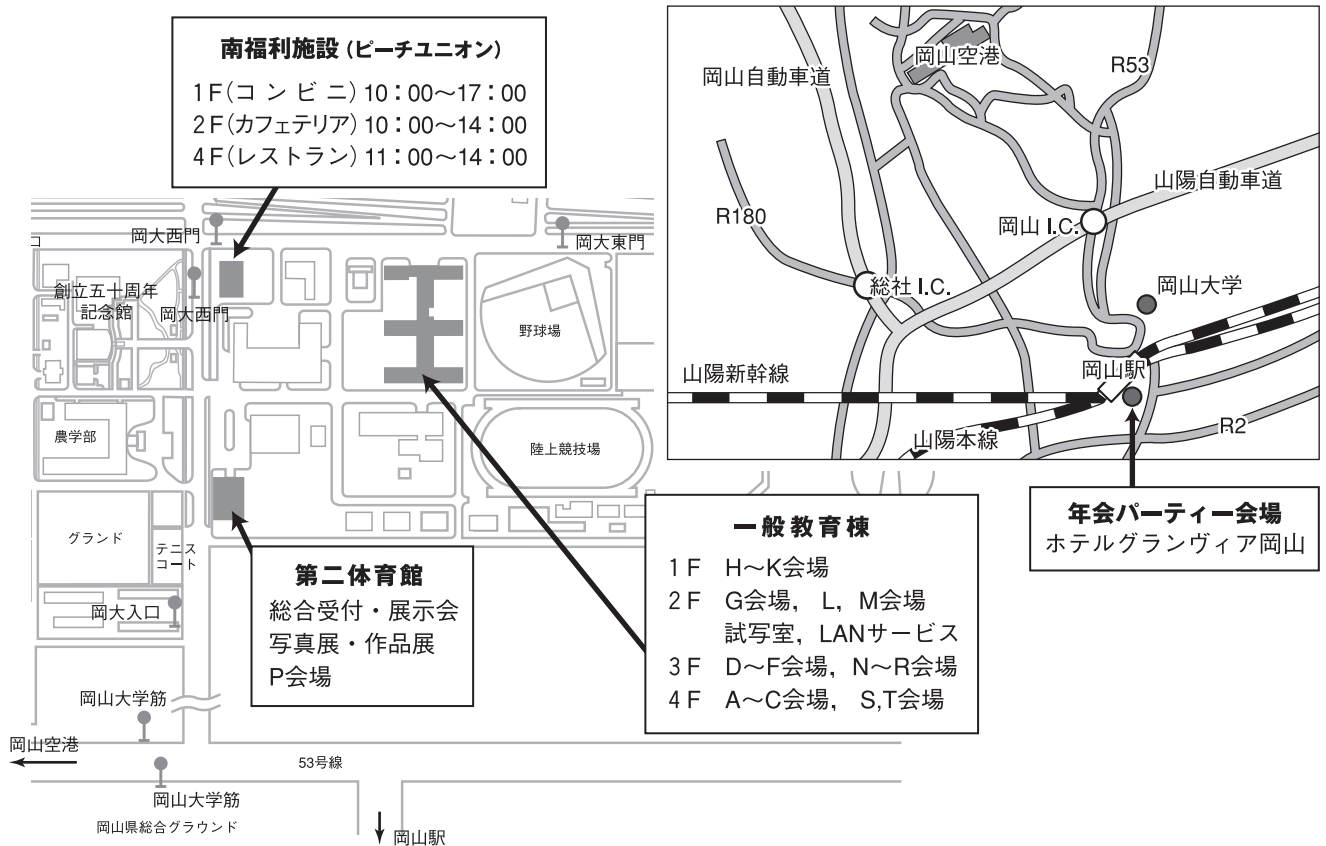 南福利施設（ピーチユニオン）
1F（コンビニ）10：00～17：00
2F（カフェテリア）10：00～14：00
4F（レストラン）11：00～14：00
岡大西門
岡大東門
創立五十周年
記念館
岡大西門
野球場
農学部
陸上競技場
グランド
テニス
コート
岡大入口
第二体育館
総合受付・展示会
写真展・作品展
P会場
一般教育棟
1F H～K会場
2F G会場，L，M会場
試写室，LANサービス
3F D～F会場，N～R会場
4F A～C会場，S,T会場
岡山大学筋
岡山空港
53号線
岡山大学筋
岡山県総合グラウンド
岡山駅
岡山空港
岡山自動車道
R53
山陽自動車道
R180
岡山 I.C.
総社 I.C.
岡山大学
岡山駅
山陽新幹線
山陽本線
R2
年会パーティー会場
ホテルグランヴィア岡山